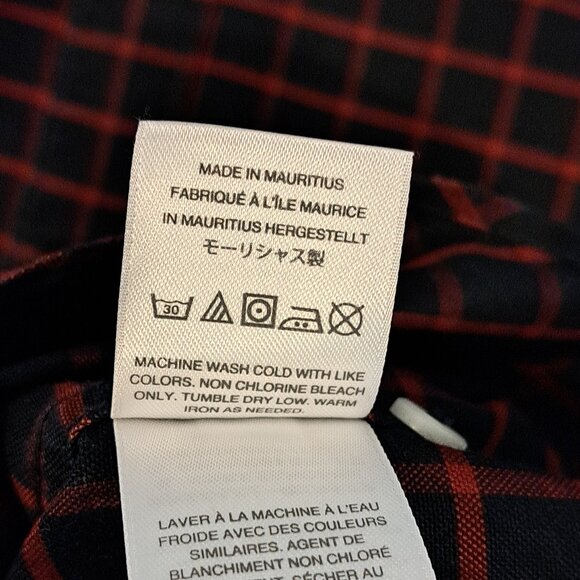 MADE IN MAURITIUS
FABRIQUÉ À L'ÎLE MAURICE
IN MAURITIUS HERGESTELLT
モーリシャス製
30
MACHINE WASH COLD WITH LIKE
COLORS. NON CHLORINE BLEACH
ONLY. TUMBLE DRY LOW. WARM
IRON AS NEEDED.
LAVER À LA MACHINE À L'EAU
FROIDE AVEC DES COULEURS
SIMILAIRES. AGENT DE
BLANCHIMENT NON CHLORÉ
SÉCHER AU